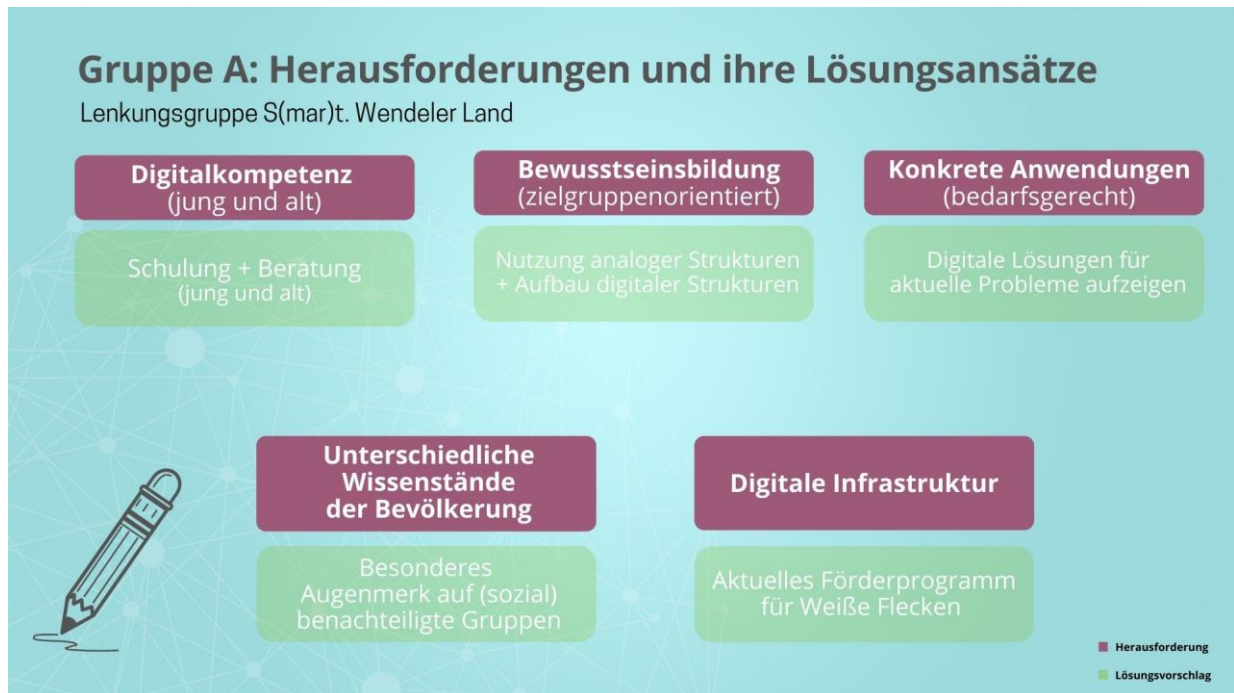 Gruppe A: Herausforderungen und ihre Lösungsansätze
Lenkungsgruppe S(mar)t. Wendeler Land
Digitalkompetenz
(jung und alt)
Schulung + Beratung
(jung und alt)
Bewusstseinsbildung
(zielgruppenorientiert)
Nutzung analoger Strukturen
+ Aufbau digitaler Strukturen
Konkrete Anwendungen
(bedarfsgerecht)
Digitale Lösungen für
aktuelle Probleme aufzeigen
Unterschiedliche
Wissenstände
der Bevölkerung
Besonderes
Augenmerk auf (sozial)
benachteiligte Gruppen
Digitale Infrastruktur
Aktuelles Förderprogramm
für Weiße Flecken
Herausforderung
Lösungsvorschlag